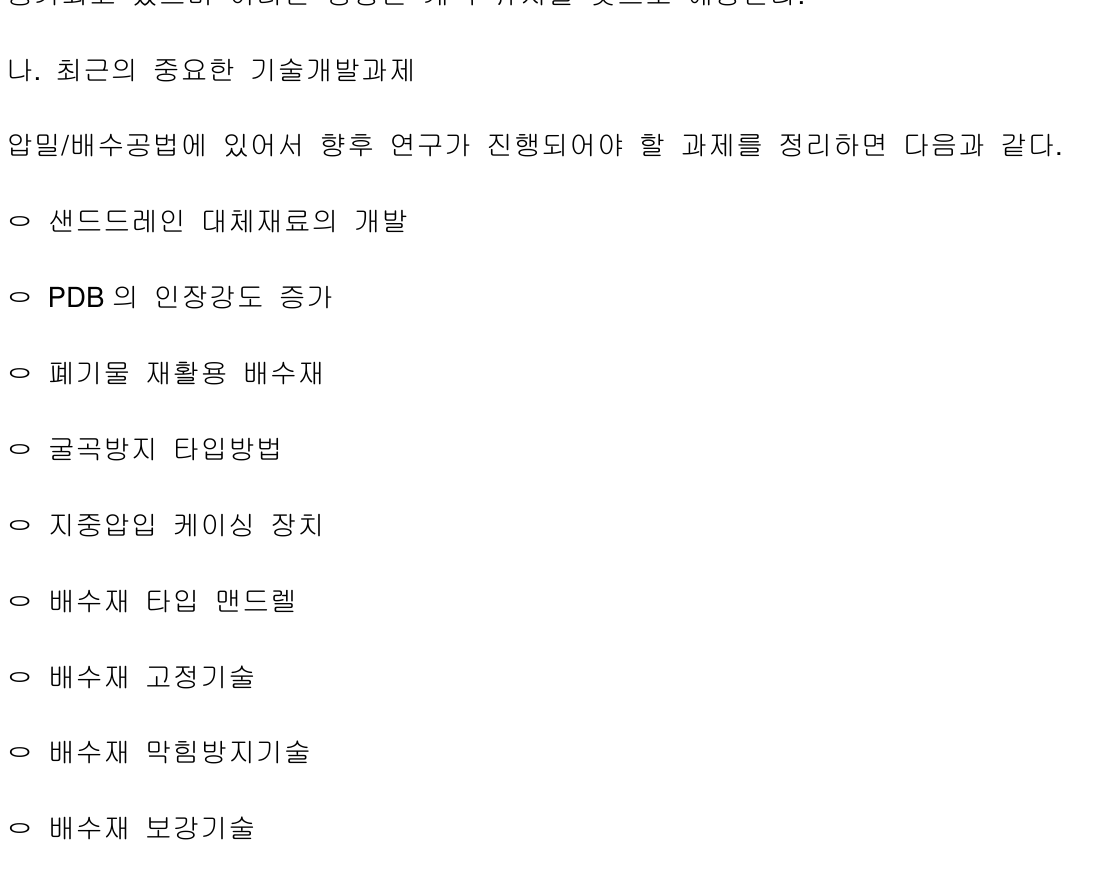 나. 최근의 중요한 기술개발과제
압밀/배수공법에 있어서 향후 연구가 진행되어야 할 과제를 정리하면 다음과 같다.
ㅇ 샌드드레인 대체재료의 개발
ㅇ PDB 의 인장강도 증가
ㅇ 폐기물 재활용 배수재
ㅇ 굴곡방지 타입방법
ㅇ 지중압입 케이싱 장치
ㅇ 배수재 타입 맨드렐
ㅇ 배수재 고정기술
ㅇ 배수재 막힘방지기술
ㅇ 배수재 보강기술